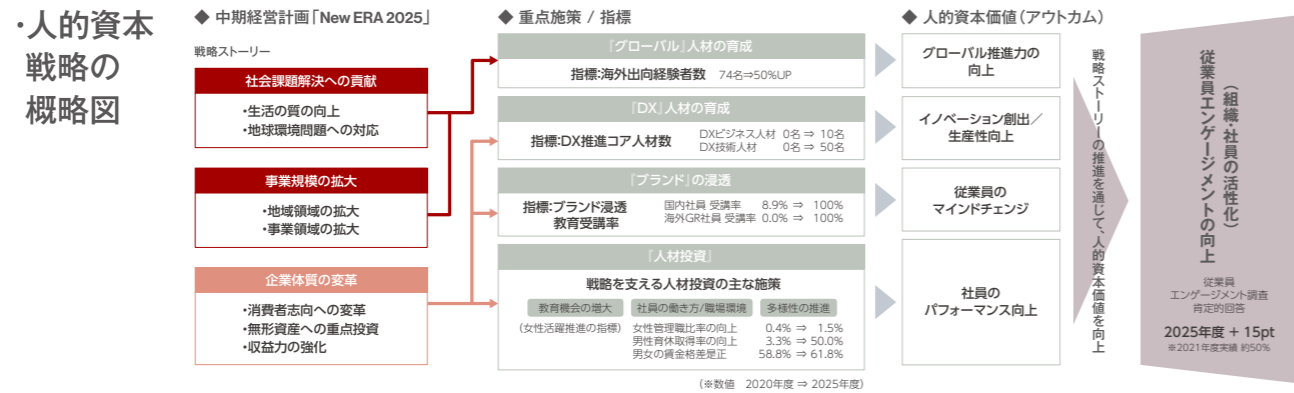 ・人的資本
戦略の
概略図
◆ 中期経営計画「New ERA 2025」
戦略ストーリー
社会課題解決への貢献
・生活の質の向上
・地球環境問題への対応
事業規模の拡大
・地域領域の拡大
・事業領域の拡大
企業体質の変革
・消費者志向への変革
・無形資産への重点投資
・収益力の強化
◆ 重点施策 / 指標
『グローバル』人材の育成
指標:海外出向経験者数 74名⇒50%UP
『DX』人材の育成
指標:DX推進コア人材数
DXビジネス人材 0名 ⇒ 10名
DX技術人材 0名 ⇒ 50名
『ブランド』の浸透
指標:ブランド浸透
教育受講率
国内社員 受講率 8.9% ⇒ 100%
海外GR社員 受講率 0.0% ⇒ 100%
『人材投資』
戦略を支える人材投資の主な施策
教育機会の増大 社員の働き方/職場環境 多様性の推進
(女性活躍推進の指標) 女性管理職比率の向上 0.4% ⇒ 1.5%
男性育休取得率の向上 3.3% ⇒ 50.0%
男女の賃金格差是正 58.8% ⇒ 61.8%
(※数値 2020年度 ⇒ 2025年度)
◆ 人的資本価値(アウトカム)
グローバル推進力の
向上
イノベーション創出/
生産性向上
従業員の
マインドチェンジ
社員の
パフォーマンス向上
戦略ストーリーの推進を通じて、人的資本価値を向上
(組織・社員の活性化)
従業員エンゲージメントの向上
従業員
エンゲージメント調査
肯定的回答
2025年度 + 15pt
※2021年度実績 約50%